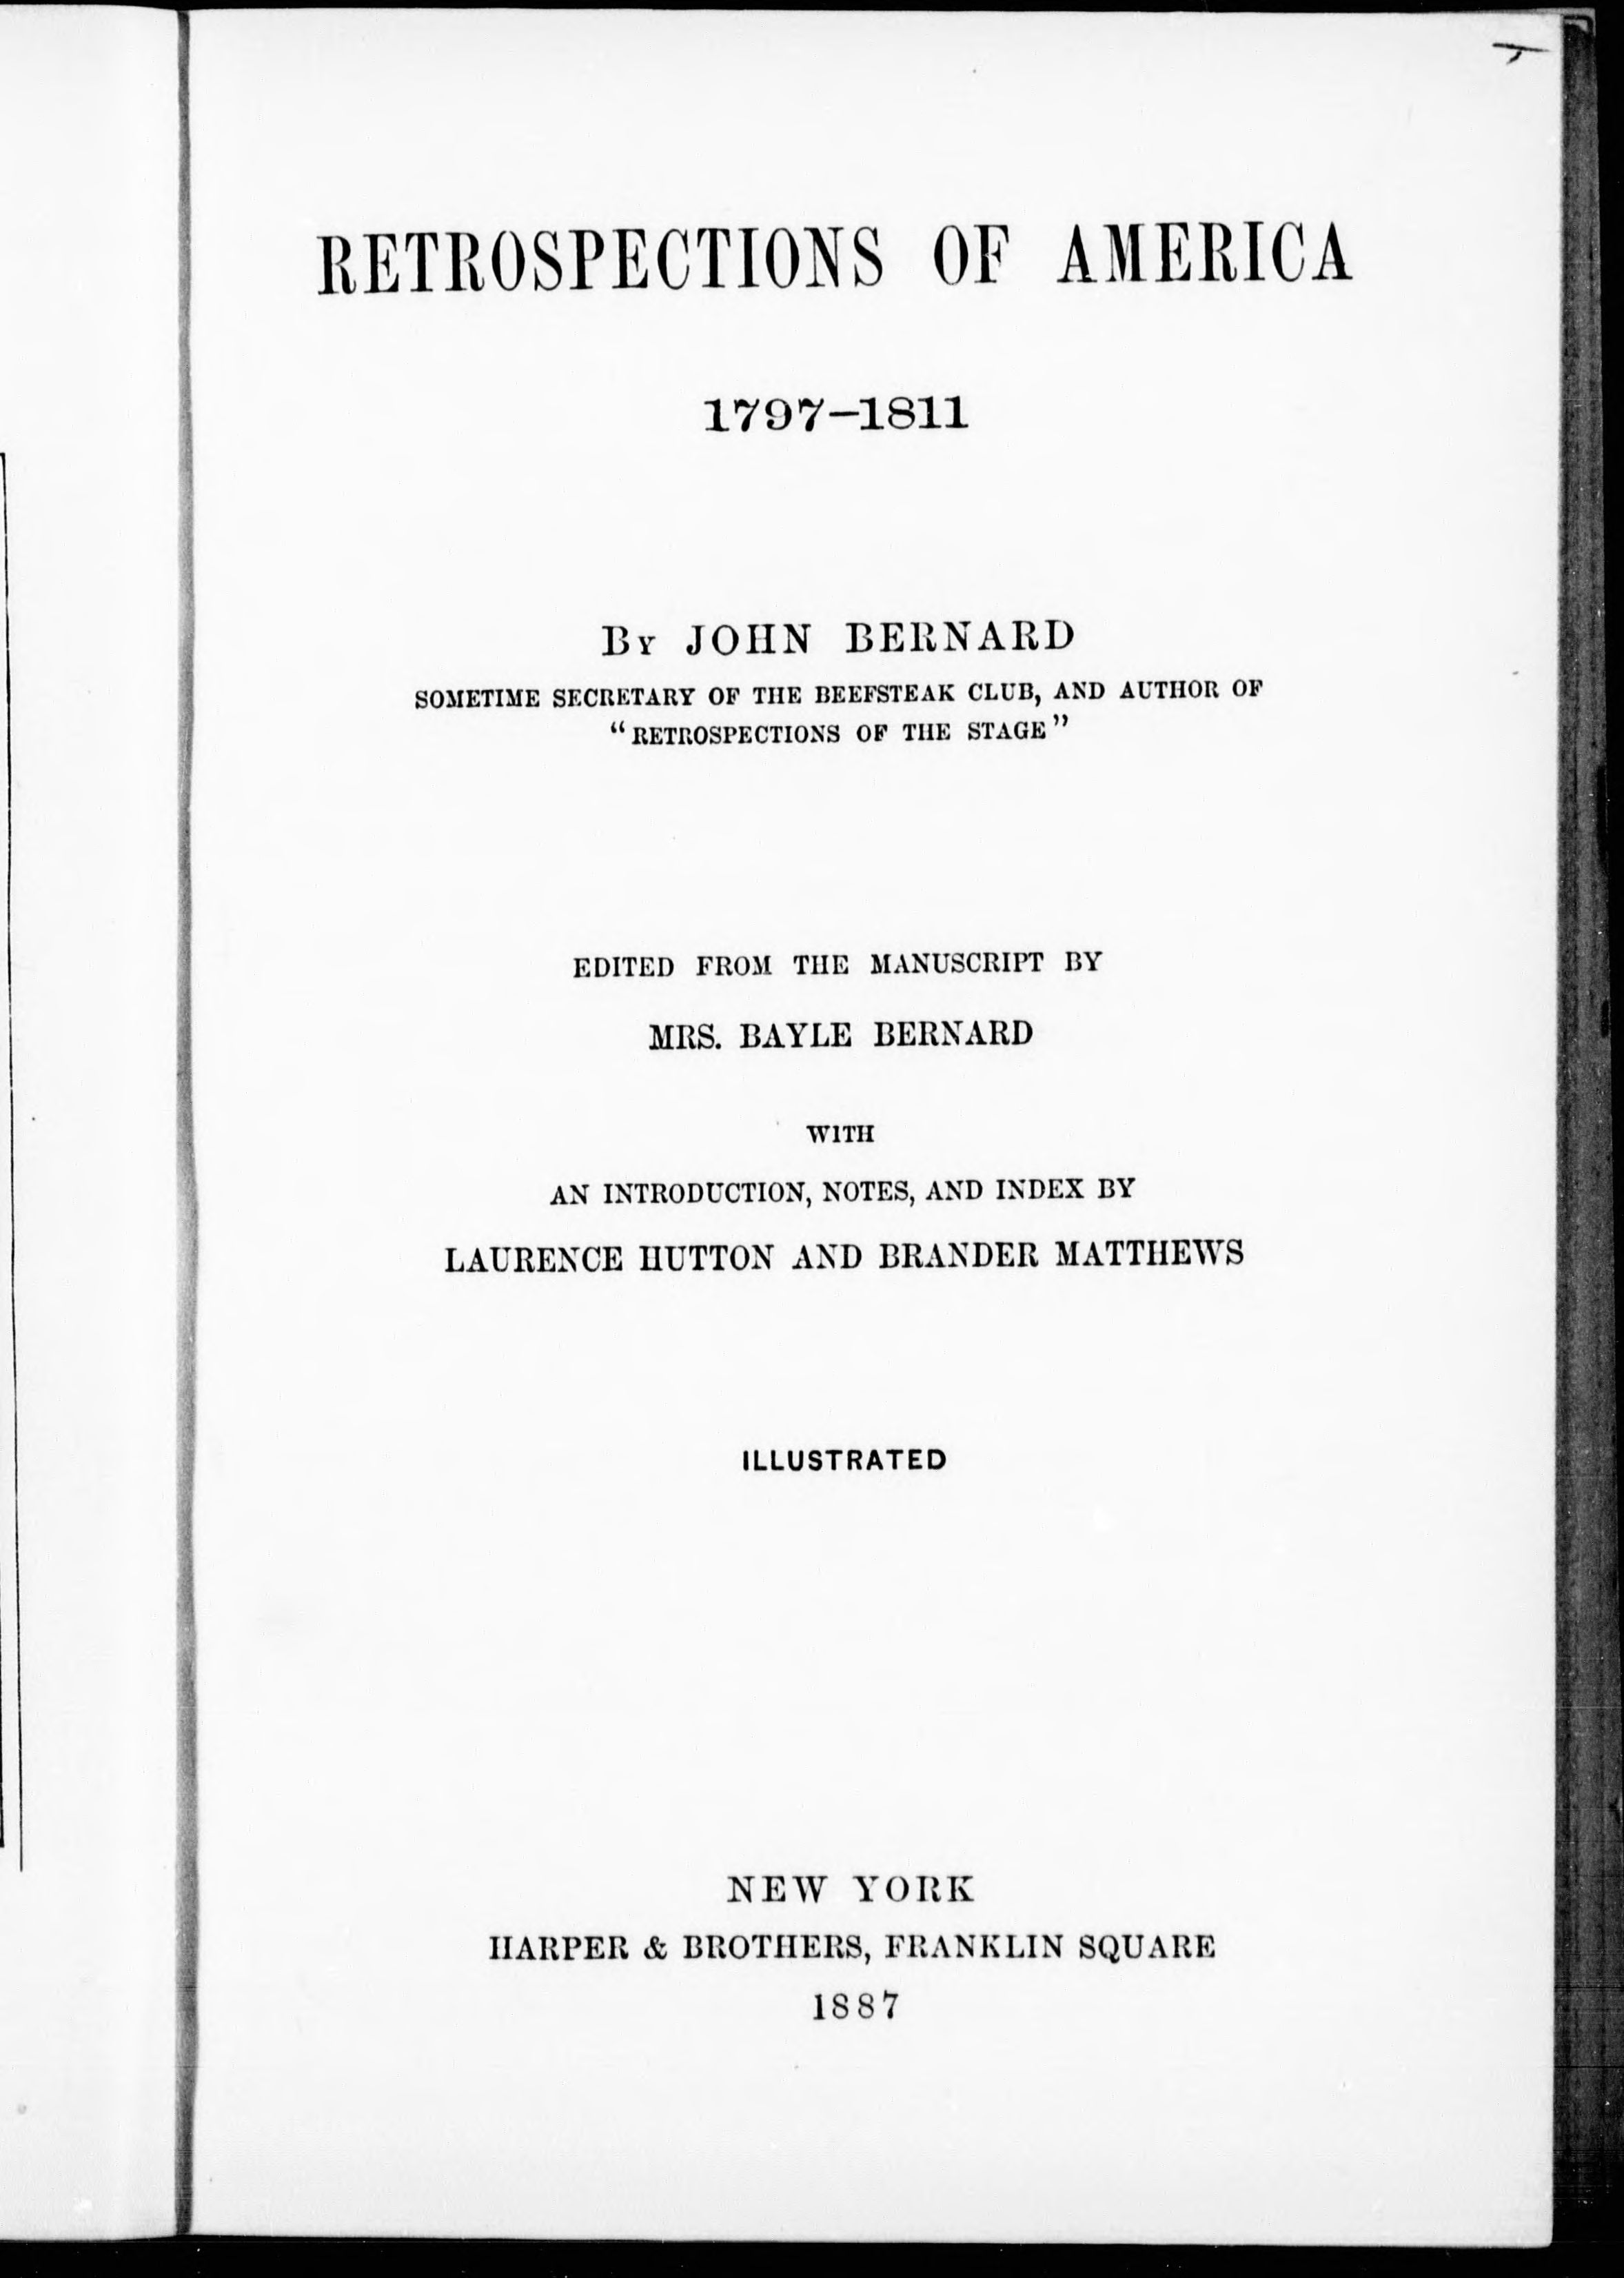 RETROSPECTIONS OF AMERICA
1797–1811
By JOHN BERNARD
SOMETIME SECRETARY OF THE BEEFSTEAK CLUB, AND AUTHOR OF
“RETROSPECTIONS OF THE STAGE”
EDITED FROM THE MANUSCRIPT BY
MRS. BAYLE BERNARD
WITH
AN INTRODUCTION, NOTES, AND INDEX BY
LAURENCE HUTTON AND BRANDER MATTHEWS
ILLUSTRATED
NEW YORK
HARPER & BROTHERS, FRANKLIN SQUARE
1887